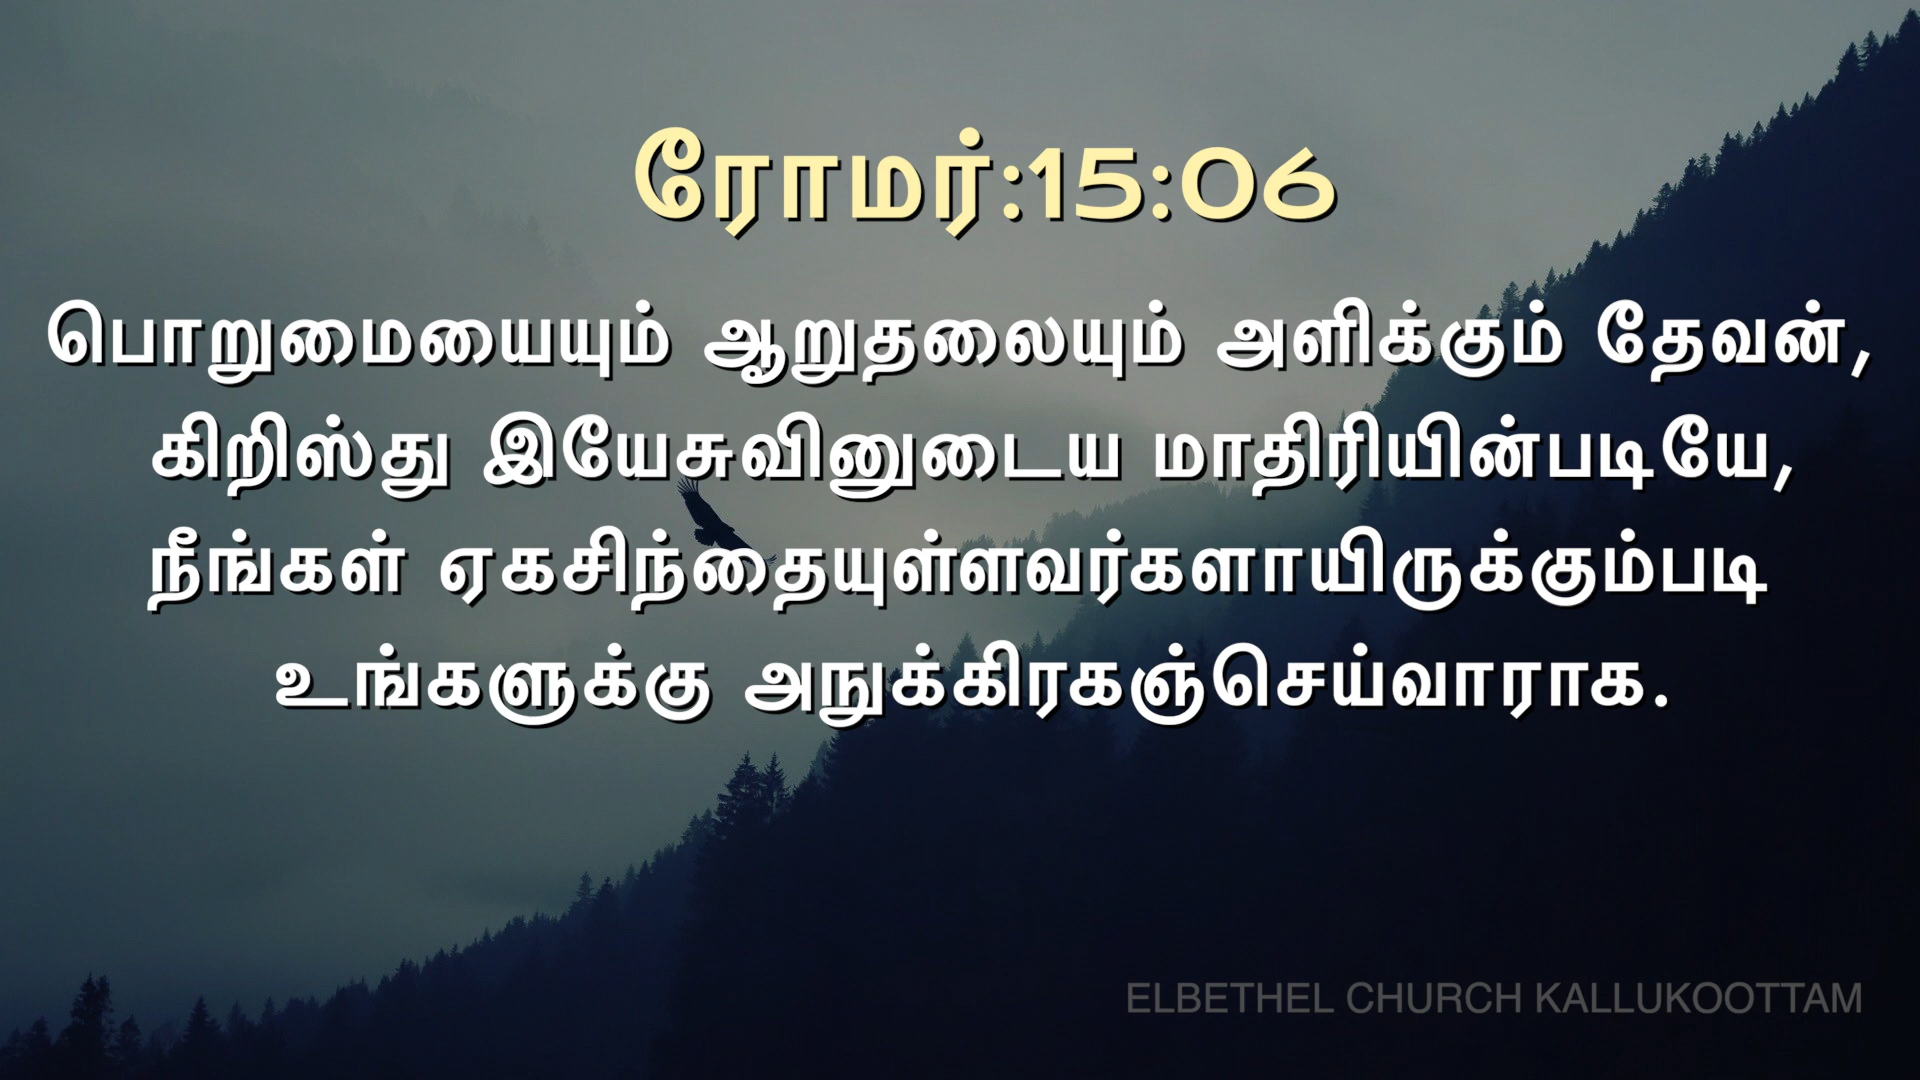 ரோமர்:15:06
பொறுமையையும் ஆறுதலையும் அளிக்கும் தேவன்,
கிறிஸ்து இயேசுவினுடைய மாதிரியின்படியே,
நீங்கள் ஏகசிந்தையுள்ளவர்களாயிருக்கும்படி
உங்களுக்கு அநுக்கிரகஞ்செய்வாராக.
ELBETHEL CHURCH KALLUKOOTTAM